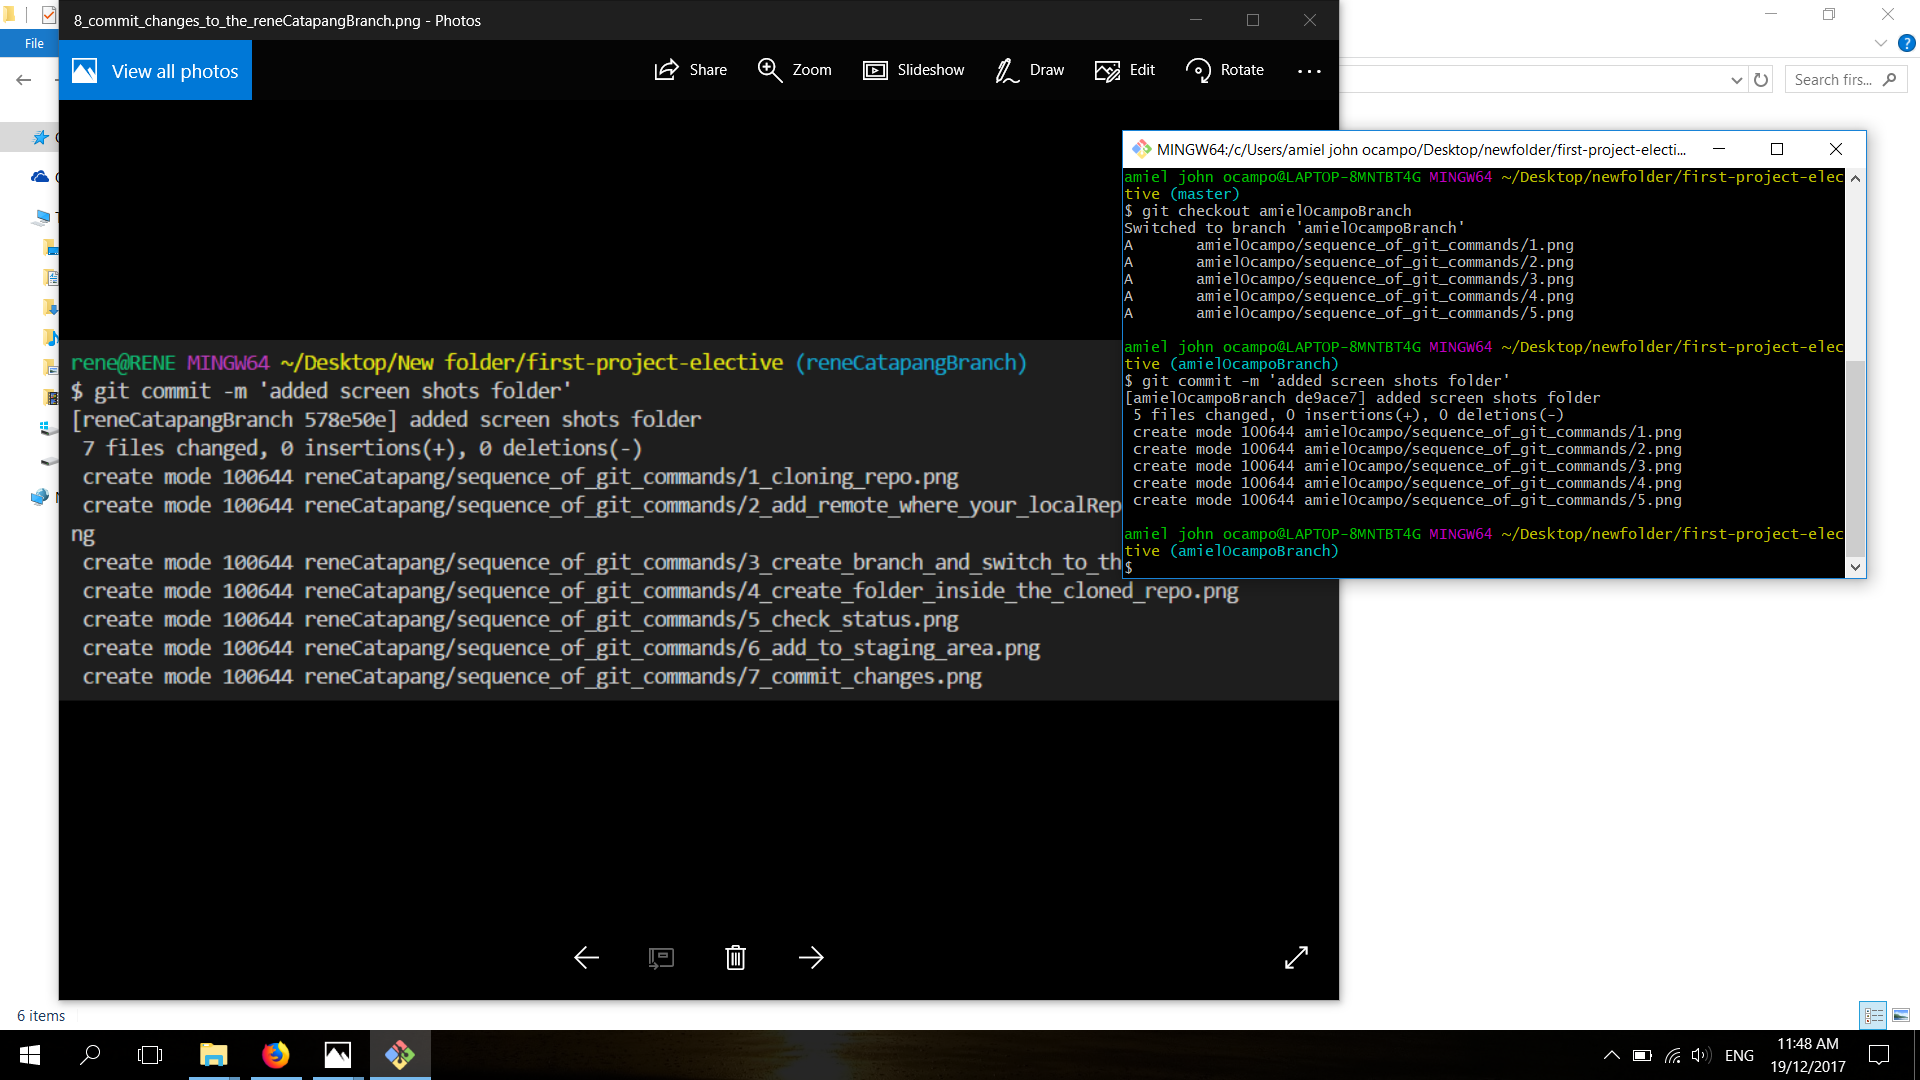 8_commit_changes_to_the_reneCatapangBranch.png - Photos
File
View all photos
Share
Zoom
Slideshow
Draw
Edit
Rotate
Search firs...
MINGW64:/c/Users/amiel john ocampo/Desktop/newfolder/first-project-electi...
amiel john ocampo@LAPTOP-8MNTBT4G MINGW64 ~/Desktop/newfolder/first-project-elec
tive (master)
$ git checkout amielOcampoBranch
Switched to branch 'amielOcampoBranch'
A       amielOcampo/sequence_of_git_commands/1.png
A       amielOcampo/sequence_of_git_commands/2.png
A       amielOcampo/sequence_of_git_commands/3.png
A       amielOcampo/sequence_of_git_commands/4.png
A       amielOcampo/sequence_of_git_commands/5.png
amiel john ocampo@LAPTOP-8MNTBT4G MINGW64 ~/Desktop/newfolder/first-project-elec
tive (amielOcampoBranch)
$ git commit -m 'added screen shots folder'
[amielOcampoBranch de9ace7] added screen shots folder
 5 files changed, 0 insertions(+), 0 deletions(-)
 create mode 100644 amielOcampo/sequence_of_git_commands/1.png
 create mode 100644 amielOcampo/sequence_of_git_commands/2.png
 create mode 100644 amielOcampo/sequence_of_git_commands/3.png
 create mode 100644 amielOcampo/sequence_of_git_commands/4.png
 create mode 100644 amielOcampo/sequence_of_git_commands/5.png
amiel john ocampo@LAPTOP-8MNTBT4G MINGW64 ~/Desktop/newfolder/first-project-elec
tive (amielOcampoBranch)
$
rene@RENE MINGW64 ~/Desktop/New folder/first-project-elective (reneCatapangBranch)
$ git commit -m 'added screen shots folder'
[reneCatapangBranch 578e50e] added screen shots folder
 7 files changed, 0 insertions(+), 0 deletions(-)
 create mode 100644 reneCatapang/sequence_of_git_commands/1_cloning_repo.png
 create mode 100644 reneCatapang/sequence_of_git_commands/2_add_remote_where_your_localRep
ng
 create mode 100644 reneCatapang/sequence_of_git_commands/3_create_branch_and_switch_to_th
 create mode 100644 reneCatapang/sequence_of_git_commands/4_create_folder_inside_the_cloned_repo.png
 create mode 100644 reneCatapang/sequence_of_git_commands/5_check_status.png
 create mode 100644 reneCatapang/sequence_of_git_commands/6_add_to_staging_area.png
 create mode 100644 reneCatapang/sequence_of_git_commands/7_commit_changes.png
6 items
ENG
11:48 AM
19/12/2017